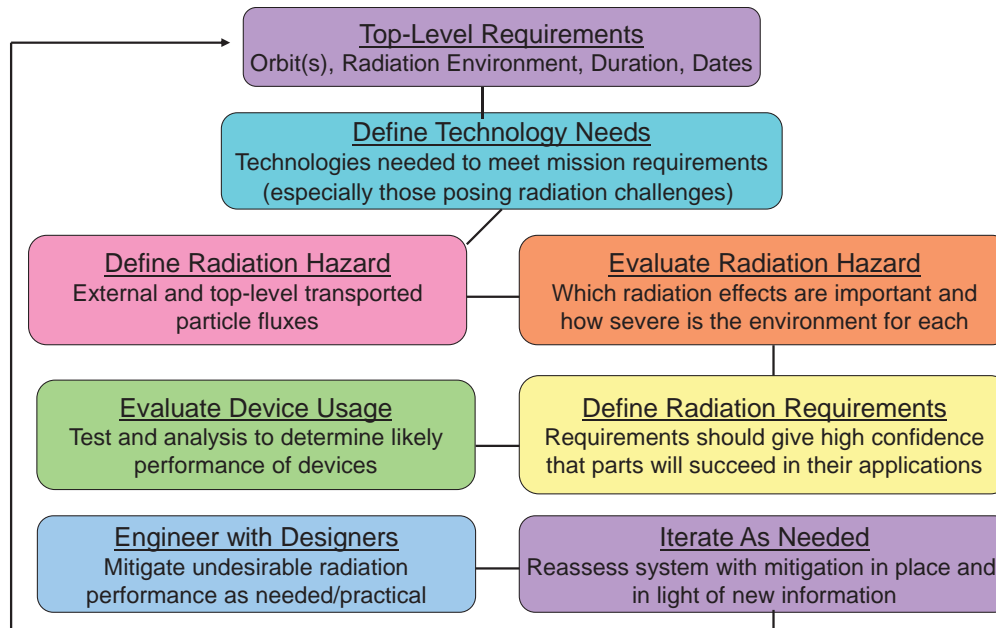 Top-Level Requirements
Orbit(s), Radiation Environment, Duration, Dates
Define Technology Needs
Technologies needed to meet mission requirements
(especially those posing radiation challenges)
Define Radiation Hazard
External and top-level transported
particle fluxes
Evaluate Radiation Hazard
Which radiation effects are important and
how severe is the environment for each
Evaluate Device Usage
Test and analysis to determine likely
performance of devices
Define Radiation Requirements
Requirements should give high confidence
that parts will succeed in their applications
Engineer with Designers
Mitigate undesirable radiation
performance as needed/practical
Iterate As Needed
Reassess system with mitigation in place and
in light of new information